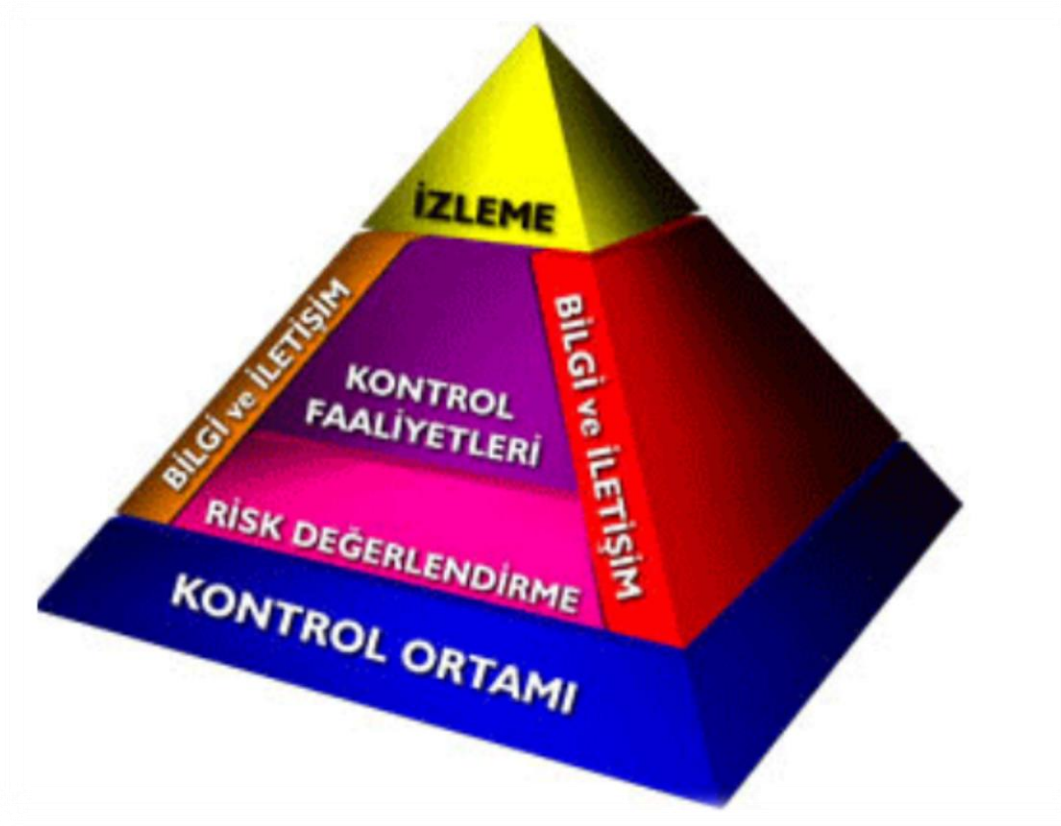 İZLEME
BİLGİ ve İLETİŞİM
KONTROL
FAALİYETLERİ
BİLGİ ve İLETİŞİM
RİSK DEĞERLENDİRME
KONTROL ORTAMI